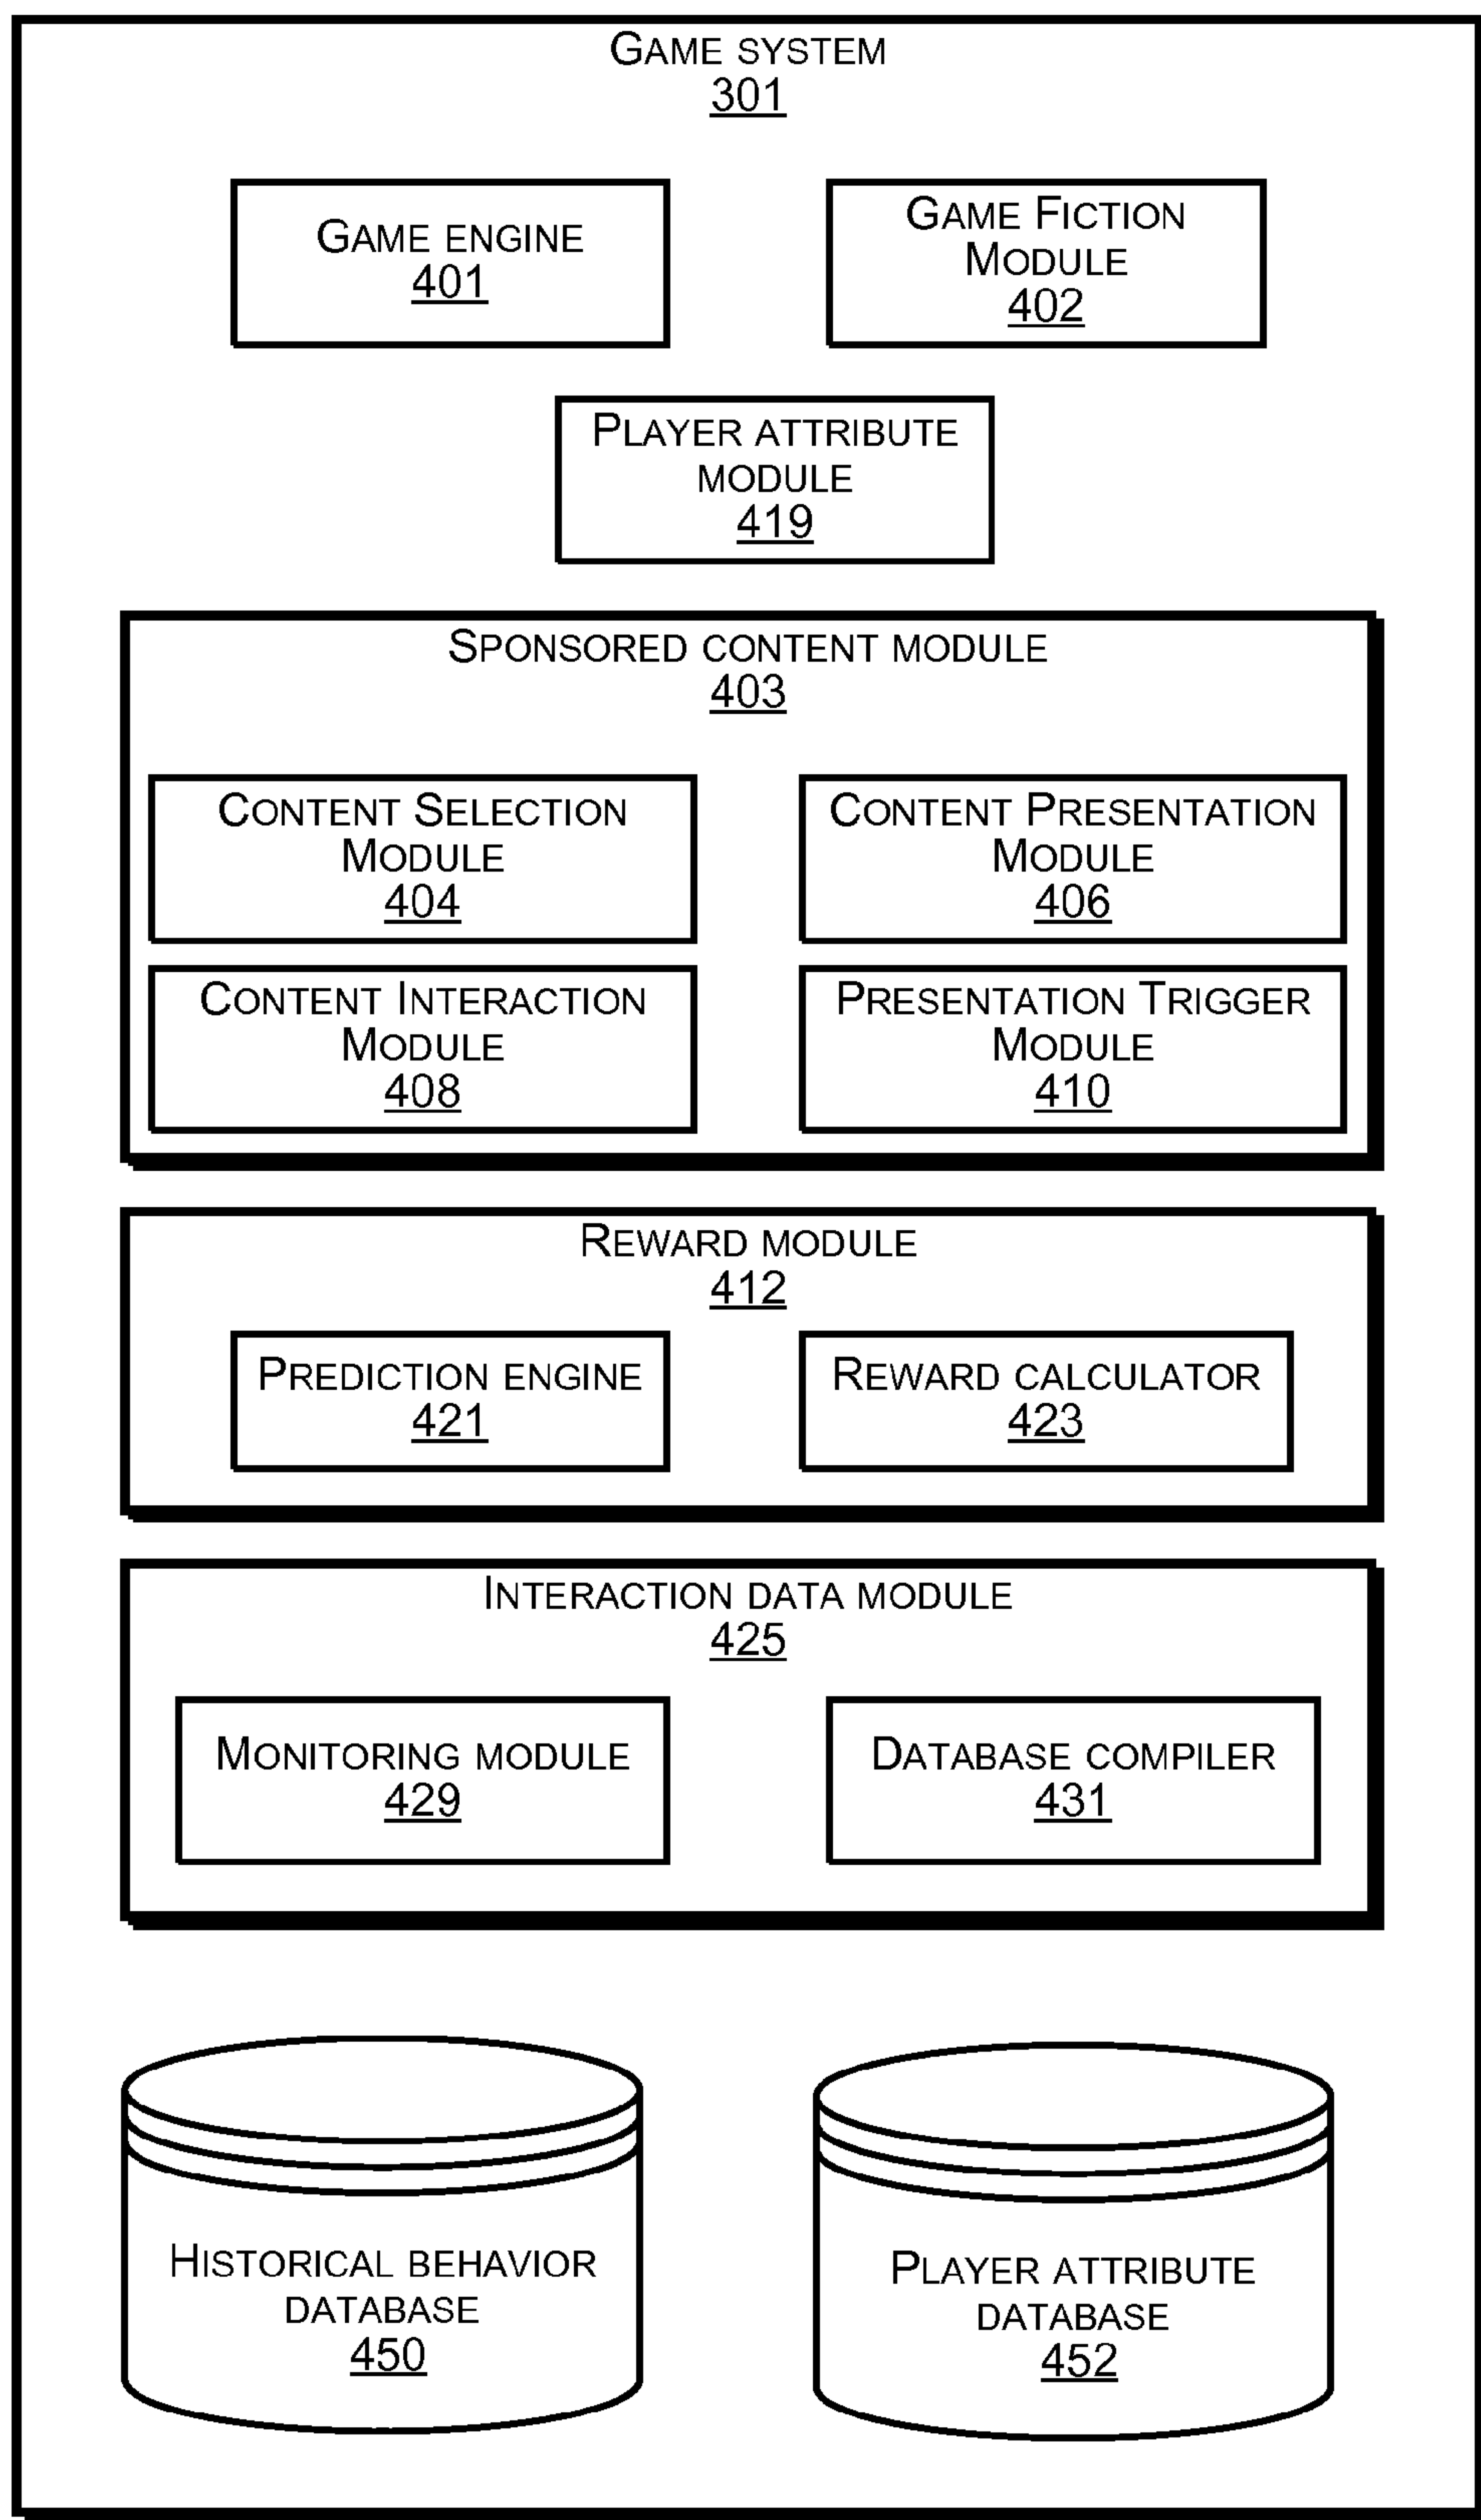 GAME SYSTEM
301
GAME ENGINE
401
GAME FICTION
MODULE
402
PLAYER ATTRIBUTE
MODULE
419
SPONSORED CONTENT MODULE
403
CONTENT SELECTION
MODULE
404
CONTENT PRESENTATION
MODULE
406
CONTENT INTERACTION
MODULE
408
PRESENTATION TRIGGER
MODULE
410
REWARD MODULE
412
PREDICTION ENGINE
421
REWARD CALCULATOR
423
INTERACTION DATA MODULE
425
MONITORING MODULE
429
DATABASE COMPILER
431
HISTORICAL BEHAVIOR
DATABASE
450
PLAYER ATTRIBUTE
DATABASE
452